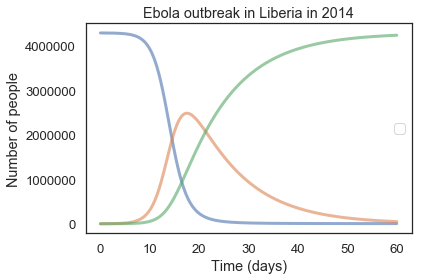 Ebola outbreak in Liberia in 2014
Number of people
4000000
3000000
2000000
1000000
0
0 10 20 30 40 50 60
Time (days)